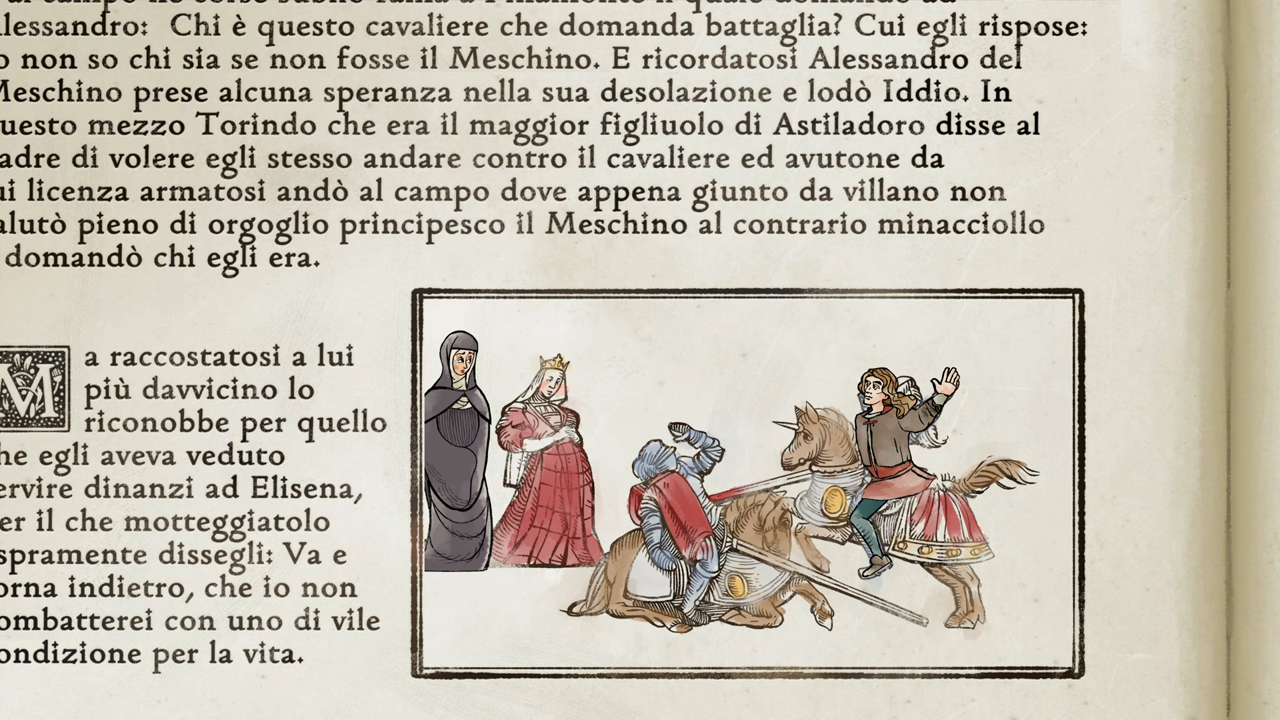 lessandro: Chi è questo cavaliere che domanda battaglia? Cui egli rispose:
o non so chi sia se non fosse il Meschino. E ricordatosi Alessandro del
Meschino prese alcuna speranza nella sua desolazione e lodò Iddio. In
uesto mezzo Torindo che era il maggior figliuolo di Astiladoro disse al
adre di volere egli stesso andare contro il cavaliere ed avutone da
ui licenza armatosi andò al campo dove appena giunto da villano non
alutò pieno di orgoglio principesco il Meschino al contrario minacciollo
domandò chi egli era.
M a raccostatosi a lui
più davvicino lo
riconobbe per quello
he egli aveva veduto
ervire dinanzi ad Elisena,
er il che motteggiatolo
spramente dissegli: Va e
orna indietro, che io non
ombatterei con uno di vile
ondizione per la vita.